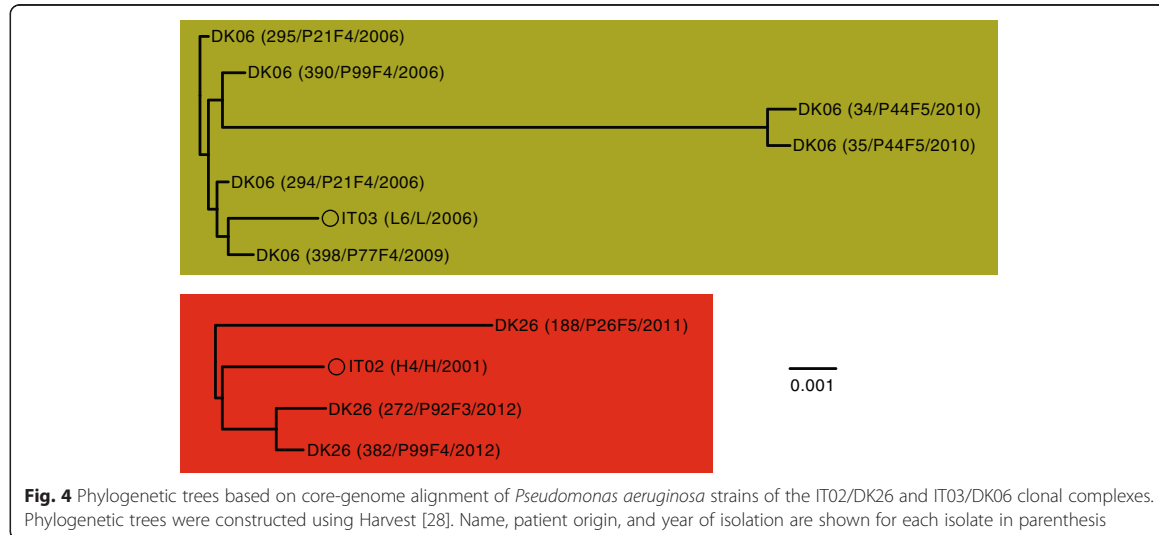 DK06 (295/P21F4/2006)
DK06 (390/P99F4/2006)
DK06 (34/P44F5/2010)
DK06 (35/P44F5/2010)
DK06 (294/P21F4/2006)
IT03 (L6/L/2006)
DK06 (398/P77F4/2009)
DK26 (188/P26F5/2011)
IT02 (H4/H/2001)
DK26 (272/P92F3/2012)
DK26 (382/P99F4/2012)
0.001
Fig. 4 Phylogenetic trees based on core-genome alignment of Pseudomonas aeruginosa strains of the IT02/DK26 and IT03/DK06 clonal complexes.
Phylogenetic trees were constructed using Harvest [28]. Name, patient origin, and year of isolation are shown for each isolate in parenthesis